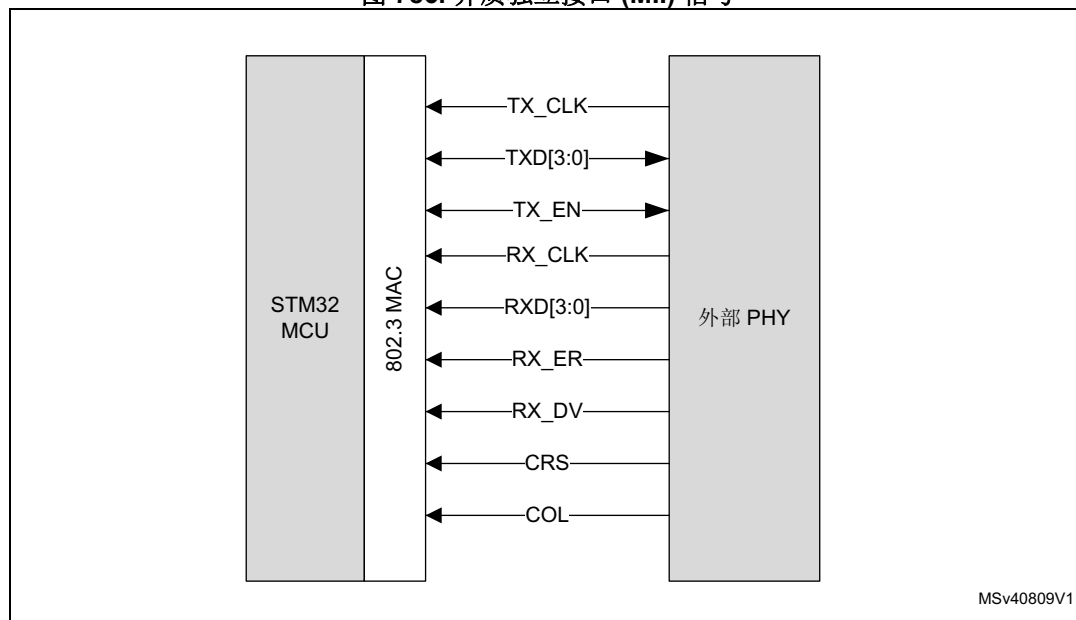 TX_CLK
TXD[3:0]
TX_EN
RX_CLK
RXD[3:0]
RX_ER
RX_DV
CRS
COL
STM32
MCU
802.3 MAC
外部 PHY
MSv40809V1